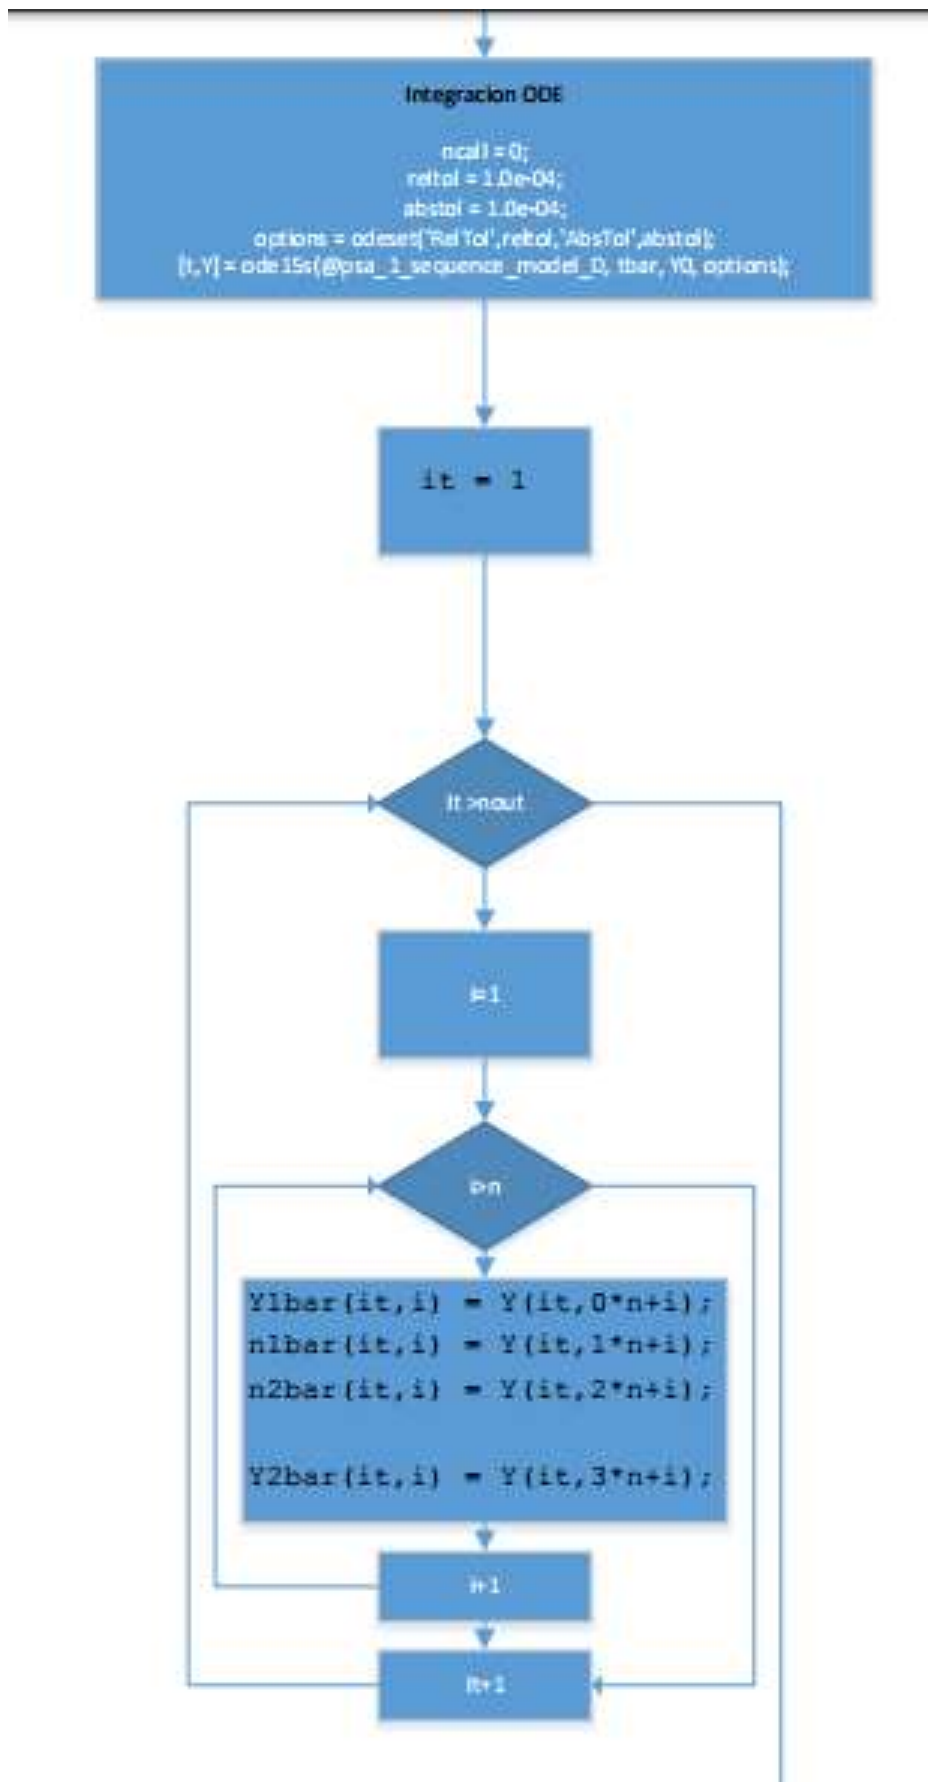 Integracion ODE
ncall = 0;
reltol = 1.0e-04;
abstol = 1.0e-04;
options = odeset('RelTol',reltol,'AbsTol',abstol);
[t,Y] = ode15s(@psa_1_sequence_model_D, tbar, Y0, options);
it = 1
It >nout
i=1
i>n
Y1bar(it,i) = Y(it,0*n+i);
n1bar(it,i) = Y(it,1*n+i);
n2bar(it,i) = Y(it,2*n+i);
Y2bar(it,i) = Y(it,3*n+i);
i+1
It+1